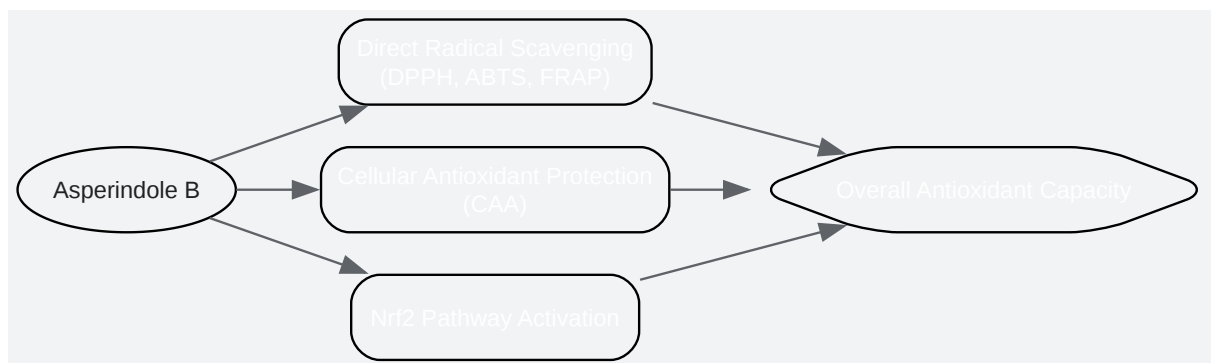 Direct Radical Scavenging
(DPPH, ABTS, FRAP)
Asperindole B
Cellular Antioxidant Protection
(CAA)
Overall Antioxidant Capacity
Nrf2 Pathway Activation